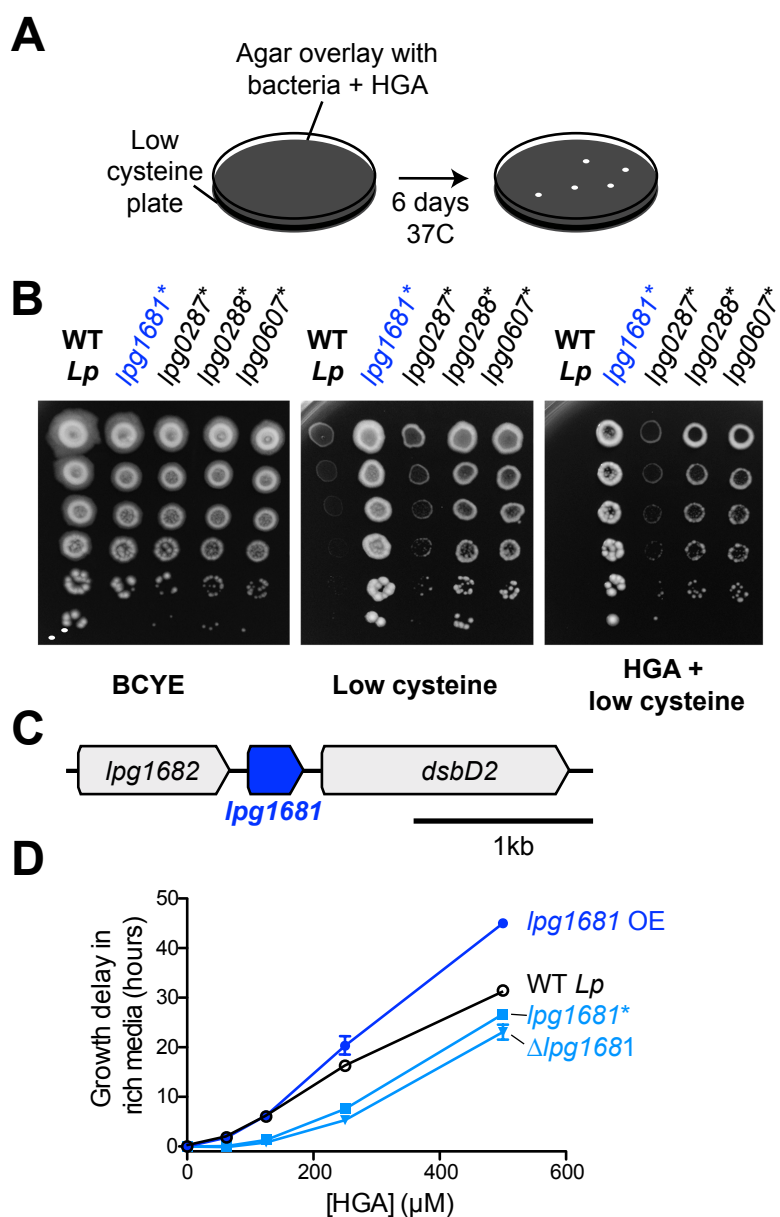 A
Agar overlay with
bacteria + HGA
Low
cysteine
plate
6 days
37C
B
WT
Lp
lpg1681*
lpg0287*
lpg0288*
lpg0607*
WT
Lp
lpg1681*
lpg0287*
lpg0288*
lpg0607*
WT
Lp
lpg1681*
lpg0287*
lpg0288*
lpg0607*
BCYE
Low cysteine
HGA +
low cysteine
C
lpg1682
lpg1681
dsbD2
1kb
D
Growth delay in
rich media (hours)
50
40
30
20
10
0
0
200
400
600
[HGA] (µM)
lpg1681 OE
WT Lp
lpg1681*
Δlpg1681